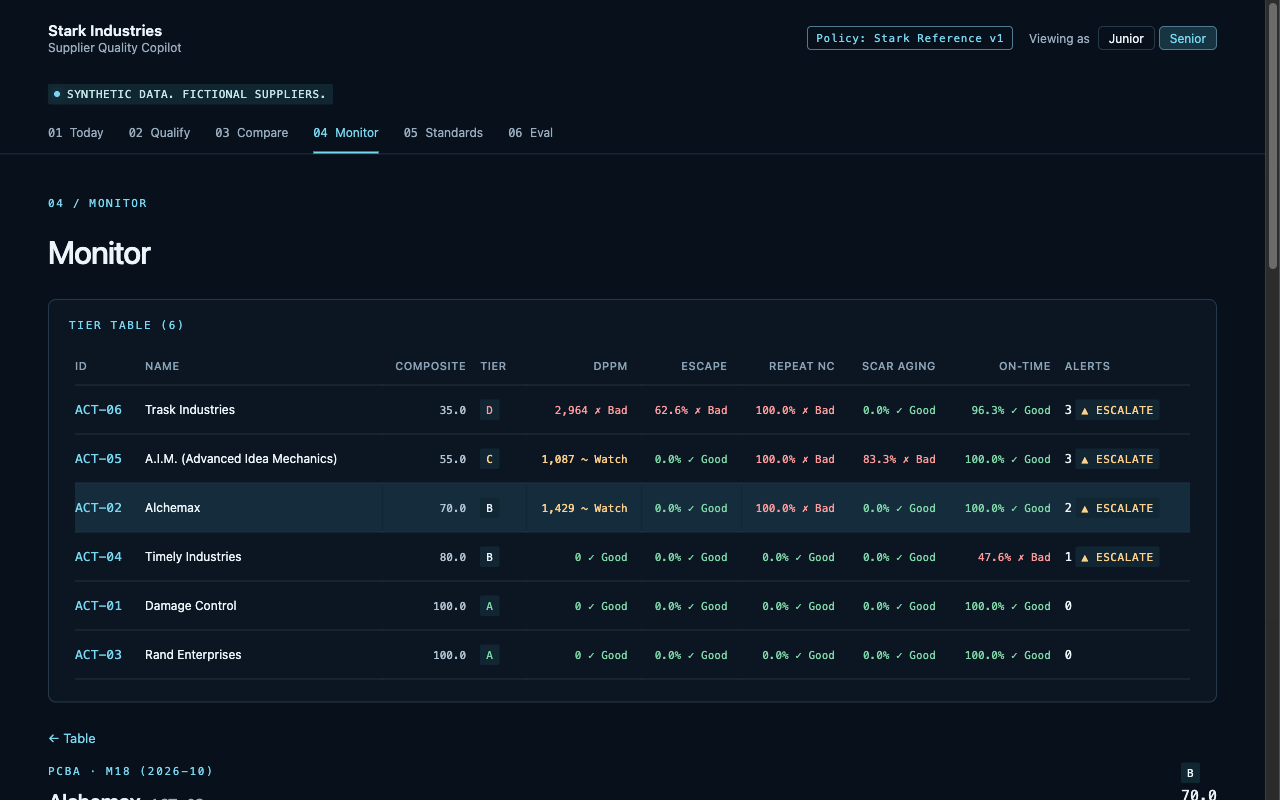 Stark Industries
Supplier Quality Copilot
Policy: Stark Reference v1 Viewing as Junior Senior
SYNTHETIC DATA. FICTIONAL SUPPLIERS.
01 Today 02 Qualify 03 Compare 04 Monitor 05 Standards 06 Eval
04 / MONITOR
Monitor
TIER TABLE (6)
ID NAME COMPOSITE TIER DPPM ESCAPE REPEAT NC SCAR AGING ON-TIME ALERTS
ACT-06 Trask Industries 35.0 D 2,964 ✗ Bad 62.6% ✗ Bad 100.0% ✗ Bad 0.0% ✓ Good 96.3% ✓ Good 3 ▲ ESCALATE
ACT-05 A.I.M. (Advanced Idea Mechanics) 55.0 C 1,087 ~ Watch 0.0% ✓ Good 100.0% ✗ Bad 83.3% ✗ Bad 100.0% ✓ Good 3 ▲ ESCALATE
ACT-02 Alchemax 70.0 B 1,429 ~ Watch 0.0% ✓ Good 100.0% ✗ Bad 0.0% ✓ Good 100.0% ✓ Good 2 ▲ ESCALATE
ACT-04 Timely Industries 80.0 B 0 ✓ Good 0.0% ✓ Good 0.0% ✓ Good 0.0% ✓ Good 47.6% ✗ Bad 1 ▲ ESCALATE
ACT-01 Damage Control 100.0 A 0 ✓ Good 0.0% ✓ Good 0.0% ✓ Good 0.0% ✓ Good 100.0% ✓ Good 0
ACT-03 Rand Enterprises 100.0 A 0 ✓ Good 0.0% ✓ Good 0.0% ✓ Good 0.0% ✓ Good 100.0% ✓ Good 0
← Table
PCBA · M18 (2026-10) B
Alchemax ACT-02 70.0